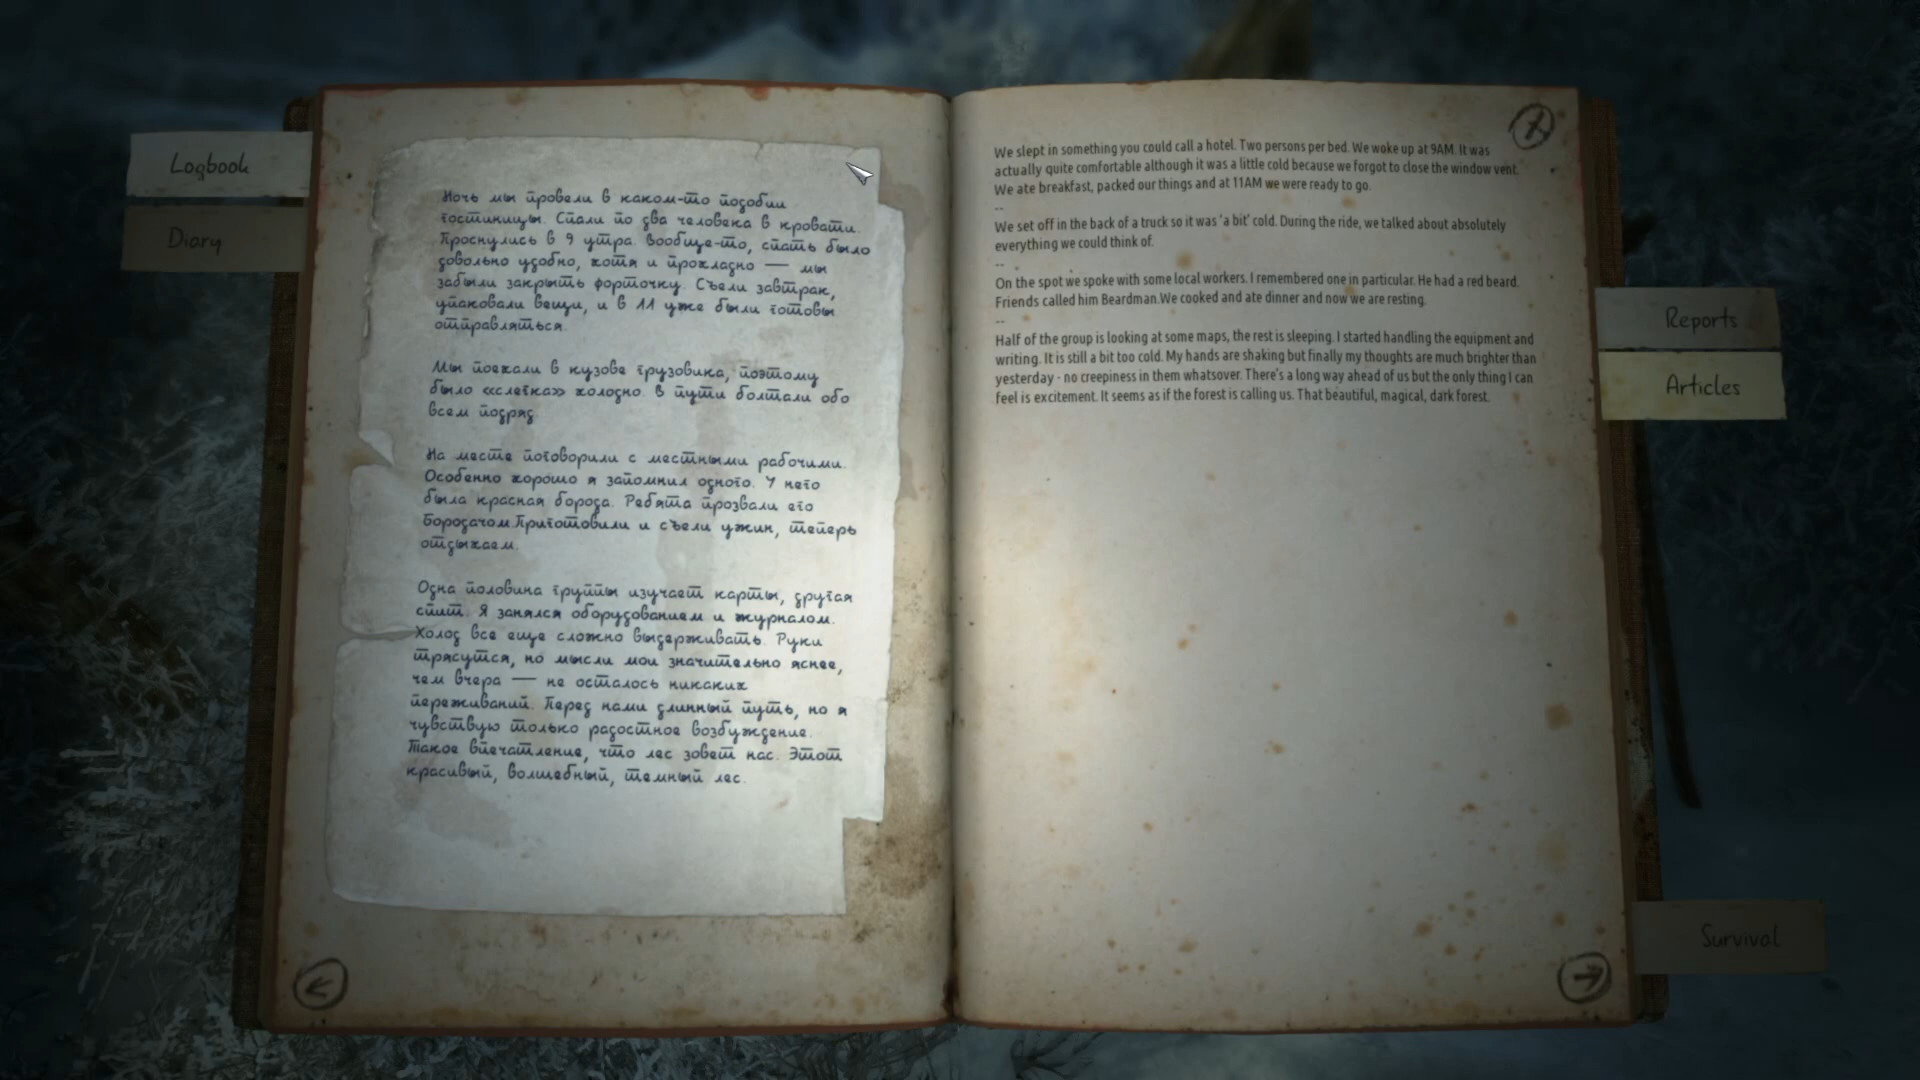 Logbook
Diary
Ночь мы провели в каком-то подобии
гостиницы. Спали по два человека в кровати.
Проснулись в 9 утра. Вообще-то, спать было
довольно удобно, хотя и прохладно — мы
забыли закрыть форточку. Съели завтрак,
упаковали вещи, и в 11 уже были готовы
отправляться.
Мы поехали в кузове грузовика, поэтому
было «слегка» холодно. В пути болтали обо
всем подряд.
На месте поговорили с местными рабочими.
Особенно хорошо я запомнил одного. У него
была красная борода. Ребята прозвали его
Бородачом.Приготовили и съели ужин, теперь
отдыхаем.
Одна половина группы изучает карты, другая
спит. Я занялся оборудованием и журналом.
Холод все еще сложно выдерживать. Руки
трясутся, но мысли мои значительно яснее,
чем вчера — не осталось никаких
переживаний. Перед нами длинный путь, но я
чувствую только радостное возбуждение.
Такое впечатление, что лес зовет нас. Этот
красивый, волшебный, темный лес.
We slept in something you could call a hotel. Two persons per bed. We woke up at 9AM. It was
actually quite comfortable although it was a little cold because we forgot to close the window vent.
We ate breakfast, packed our things and at 11AM we were ready to go.
--
We set off in the back of a truck so it was 'a bit' cold. During the ride, we talked about absolutely
everything we could think of.
--
On the spot we spoke with some local workers. I remembered one in particular. He had a red beard.
Friends called him Beardman.We cooked and ate dinner and now we are resting.
--
Half of the group is looking at some maps, the rest is sleeping. I started handling the equipment and
writing. It is still a bit too cold. My hands are shaking but finally my thoughts are much brighter than
yesterday - no creepiness in them whatsover. There's a long way ahead of us but the only thing I can
feel is excitement. It seems as if the forest is calling us. That beautiful, magical, dark forest.
Reports
Articles
Survival